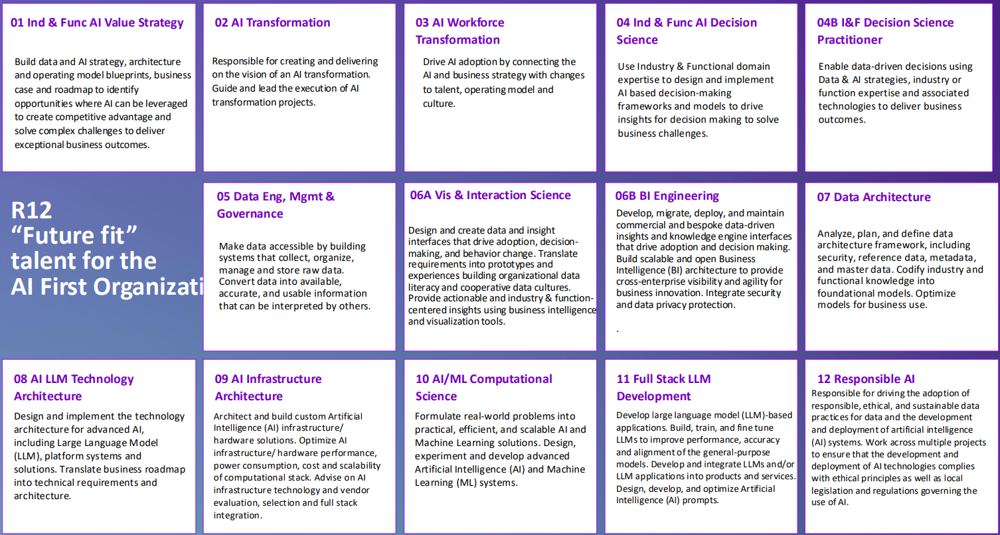 01 Ind & Func AI Value Strategy
Build data and AI strategy, architecture
and operating model blueprints, business
case and roadmap to identify
opportunities where AI can be leveraged
to create competitive advantage and
solve complex challenges to deliver
exceptional business outcomes.
02 AI Transformation
Responsible for creating and delivering
on the vision of an AI transformation.
Guide and lead the execution of AI
transformation projects.
03 AI Workforce
Transformation
Drive AI adoption by connecting the
AI and business strategy with changes
to talent, operating model and
culture.
04 Ind & Func AI Decision
Science
Use Industry & Functional domain
expertise to design and implement
AI based decision-making
frameworks and models to drive
insights for decision making to solve
business challenges.
04B I&F Decision Science
Practitioner
Enable data-driven decisions using
Data & AI strategies, industry or
function expertise and associated
technologies to deliver business
outcomes.
R12
“Future fit”
talent for the
AI First Organizati
05 Data Eng, Mgmt &
Governance
Make data accessible by building
systems that collect, organize,
manage and store raw data.
Convert data into available,
accurate, and usable information
that can be interpreted by others.
06A Vis & Interaction Science
Design and create data and insight
interfaces that drive adoption, decision-
making, and behavior change. Translate
requirements into prototypes and
experiences building organizational data
literacy and cooperative data cultures.
Provide actionable and industry & function-
centered insights using business intelligence
and visualization tools.
06B BI Engineering
Develop, migrate, deploy, and maintain
commercial and bespoke data-driven
insights and knowledge engine interfaces
that drive adoption and decision making.
Build scalable and open Business
Intelligence (BI) architecture to provide
cross-enterprise visibility and agility for
business innovation. Integrate security
and data privacy protection.
.
07 Data Architecture
Analyze, plan, and define data
architecture framework, including
security, reference data, metadata,
and master data. Codify industry and
functional knowledge into
foundational models. Optimize
models for business use.
08 AI LLM Technology
Architecture
Design and implement the technology
architecture for advanced AI,
including Large Language Model
(LLM), platform systems and
solutions. Translate business roadmap
into technical requirements and
architecture.
09 AI Infrastructure
Architecture
Architect and build custom Artificial
Intelligence (AI) infrastructure/
hardware solutions. Optimize AI
infrastructure/ hardware performance,
power consumption, cost and scalability
of computational stack. Advise on AI
infrastructure technology and vendor
evaluation, selection and full stack
integration.
10 AI/ML Computational
Science
Formulate real-world problems into
practical, efficient, and scalable AI and
Machine Learning solutions. Design,
experiment and develop advanced
Artificial Intelligence (AI) and Machine
Learning (ML) systems.
11 Full Stack LLM
Development
Develop large language model (LLM)-based
applications. Build, train, and fine tune
LLMs to improve performance, accuracy
and alignment of the general-purpose
models. Develop and integrate LLMs and/or
LLM applications into products and services.
Design, develop, and optimize Artificial
Intelligence (AI) prompts.
12 Responsible AI
Responsible for driving the adoption of
responsible, ethical, and sustainable data
practices for data and the development
and deployment of artificial intelligence
(AI) systems. Work across multiple projects
to ensure that the development and
deployment of AI technologies complies
with ethical principles as well as local
legislation and regulations governing the
use of AI.